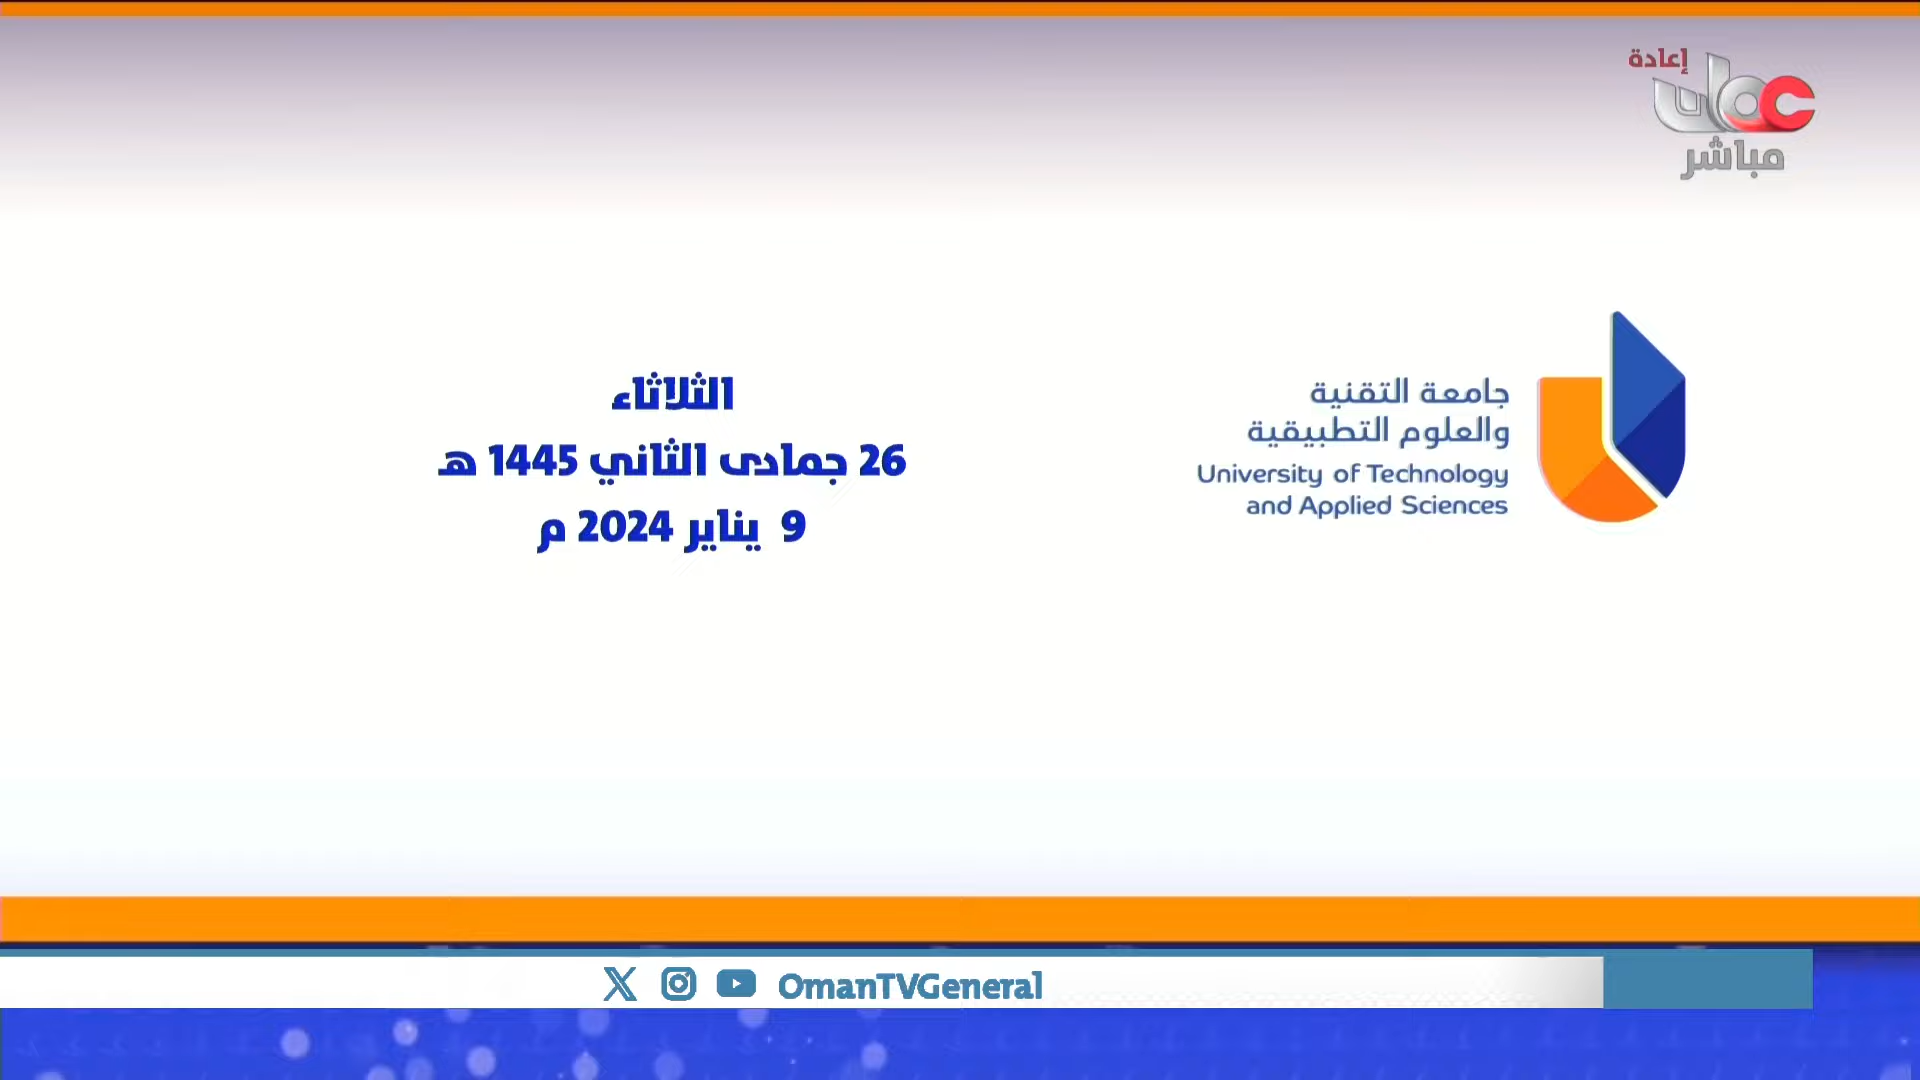 إعادة
عمان
مباشر
جامعة التقنية
والعلوم التطبيقية
University of Technology
and Applied Sciences
الثلاثاء
26 جمادى الثاني 1445 هـ
9 يناير 2024 م
OmanTVGeneral